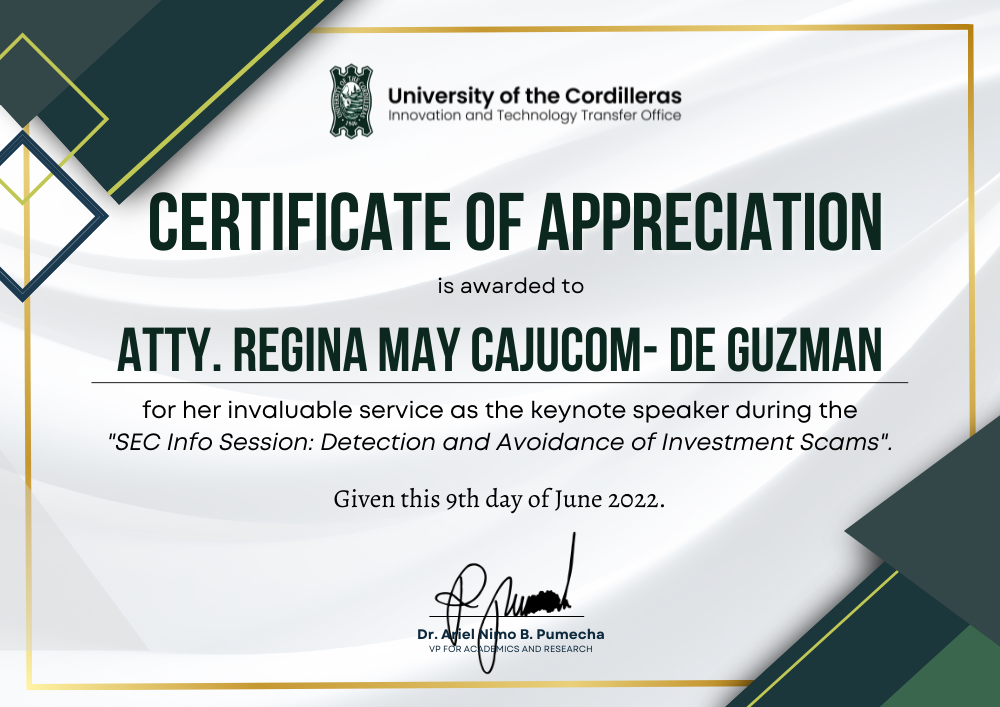 University of the Cordilleras
Innovation and Technology Transfer Office
CERTIFICATE OF APPRECIATION
is awarded to
ATTY. REGINA MAY CAJUCOM- DE GUZMAN
for her invaluable service as the keynote speaker during the
"SEC Info Session: Detection and Avoidance of Investment Scams".
Given this 9th day of June 2022.
Dr. Ariel Nimo B. Pumecha
VP FOR ACADEMICS AND RESEARCH